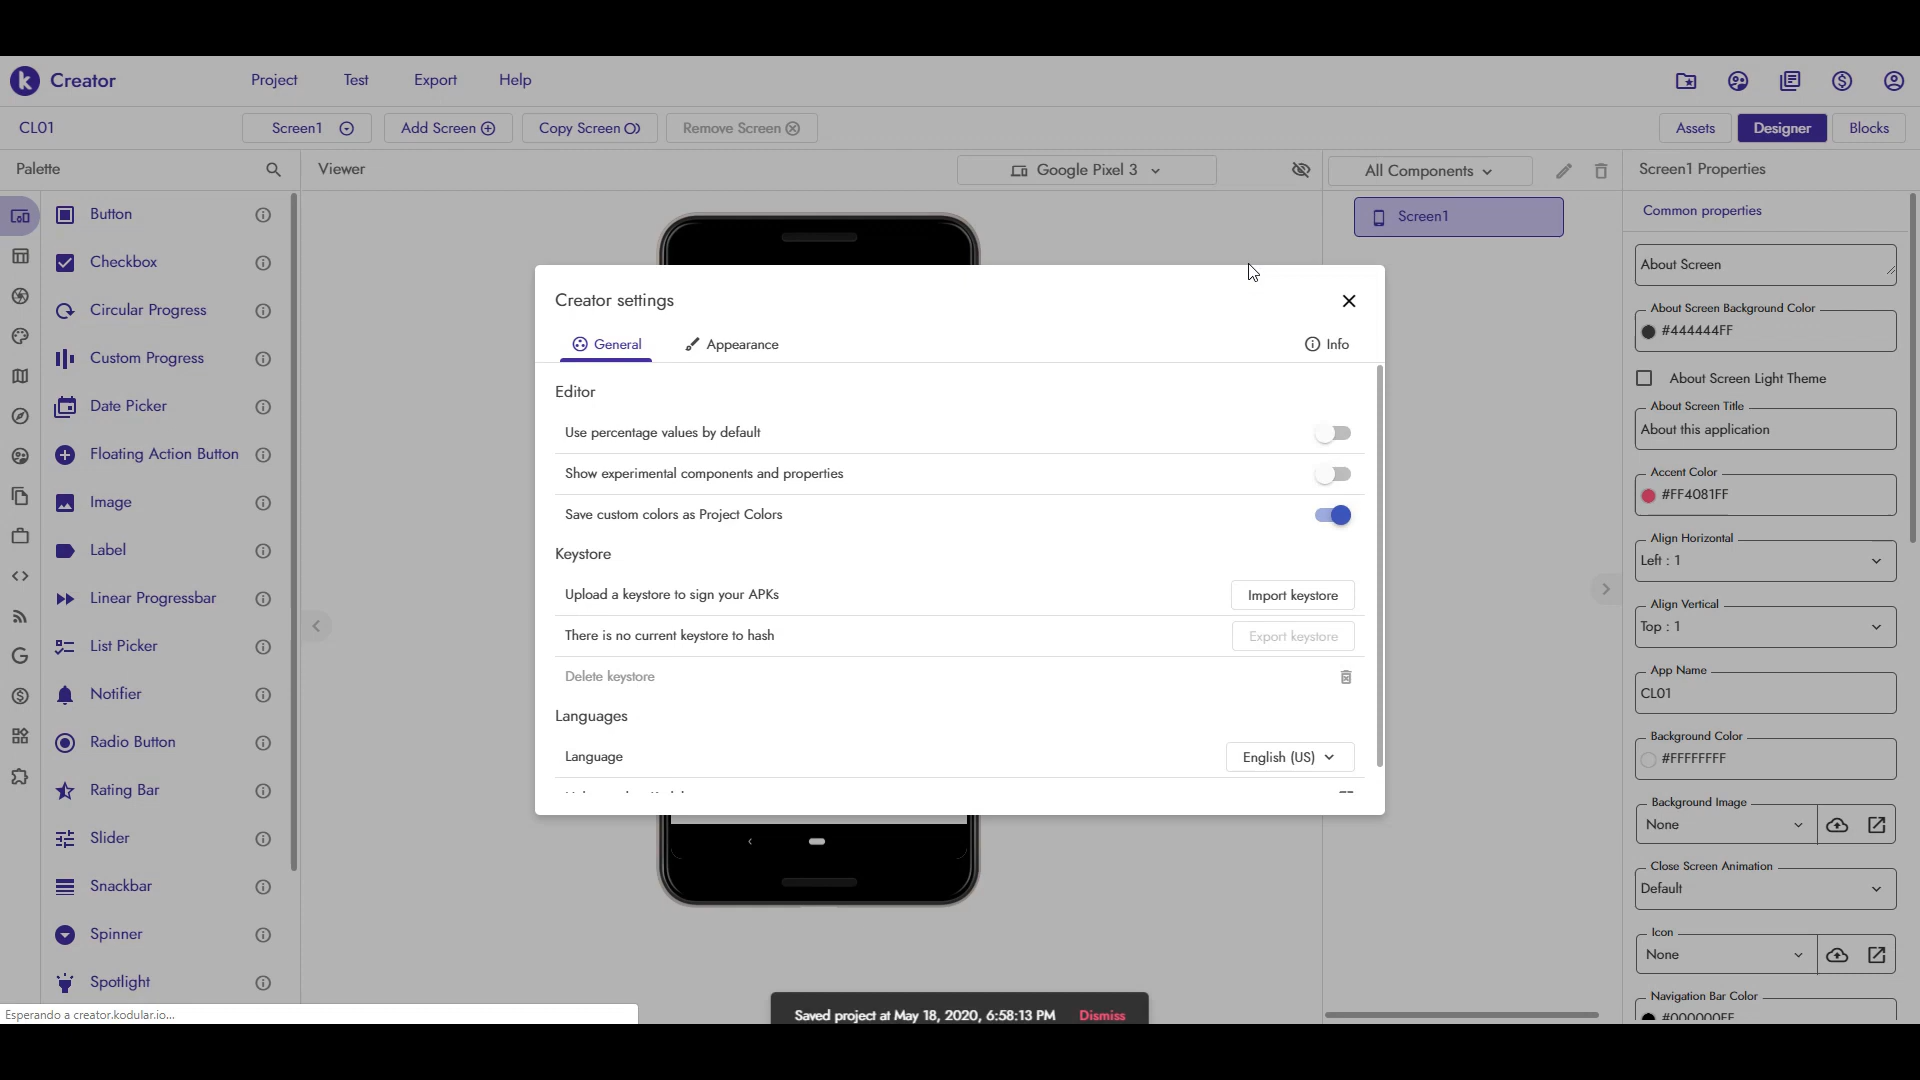 Creator
Project
Test
Export
Help
CL01
Screen1
Add Screen
Copy Screen
Remove Screen
Assets
Designer
Blocks
Palette
Viewer
Google Pixel 3
All Components
Screen1 Properties
Button
Checkbox
Circular Progress
Custom Progress
Date Picker
Floating Action Button
Image
Label
Linear Progressbar
List Picker
Notifier
Radio Button
Rating Bar
Slider
Snackbar
Spinner
Spotlight
Esperando a creator.kodular.io...
Creator settings
General
Appearance
Info
Editor
Use percentage values by default
Show experimental components and properties
Save custom colors as Project Colors
Keystore
Upload a keystore to sign your APKs
Import keystore
There is no current keystore to hash
Export keystore
Delete keystore
Languages
Language
English (US)
Saved project at May 18, 2020, 6:58:13 PM
Dismiss
Screen1
Common properties
About Screen
About Screen Background Color
#444444FF
About Screen Light Theme
About Screen Title
About this application
Accent Color
#FF4081FF
Align Horizontal
Left : 1
Align Vertical
Top : 1
App Name
CL01
Background Color
#FFFFFFFF
Background Image
None
Close Screen Animation
Default
Icon
None
Navigation Bar Color
#000000FF